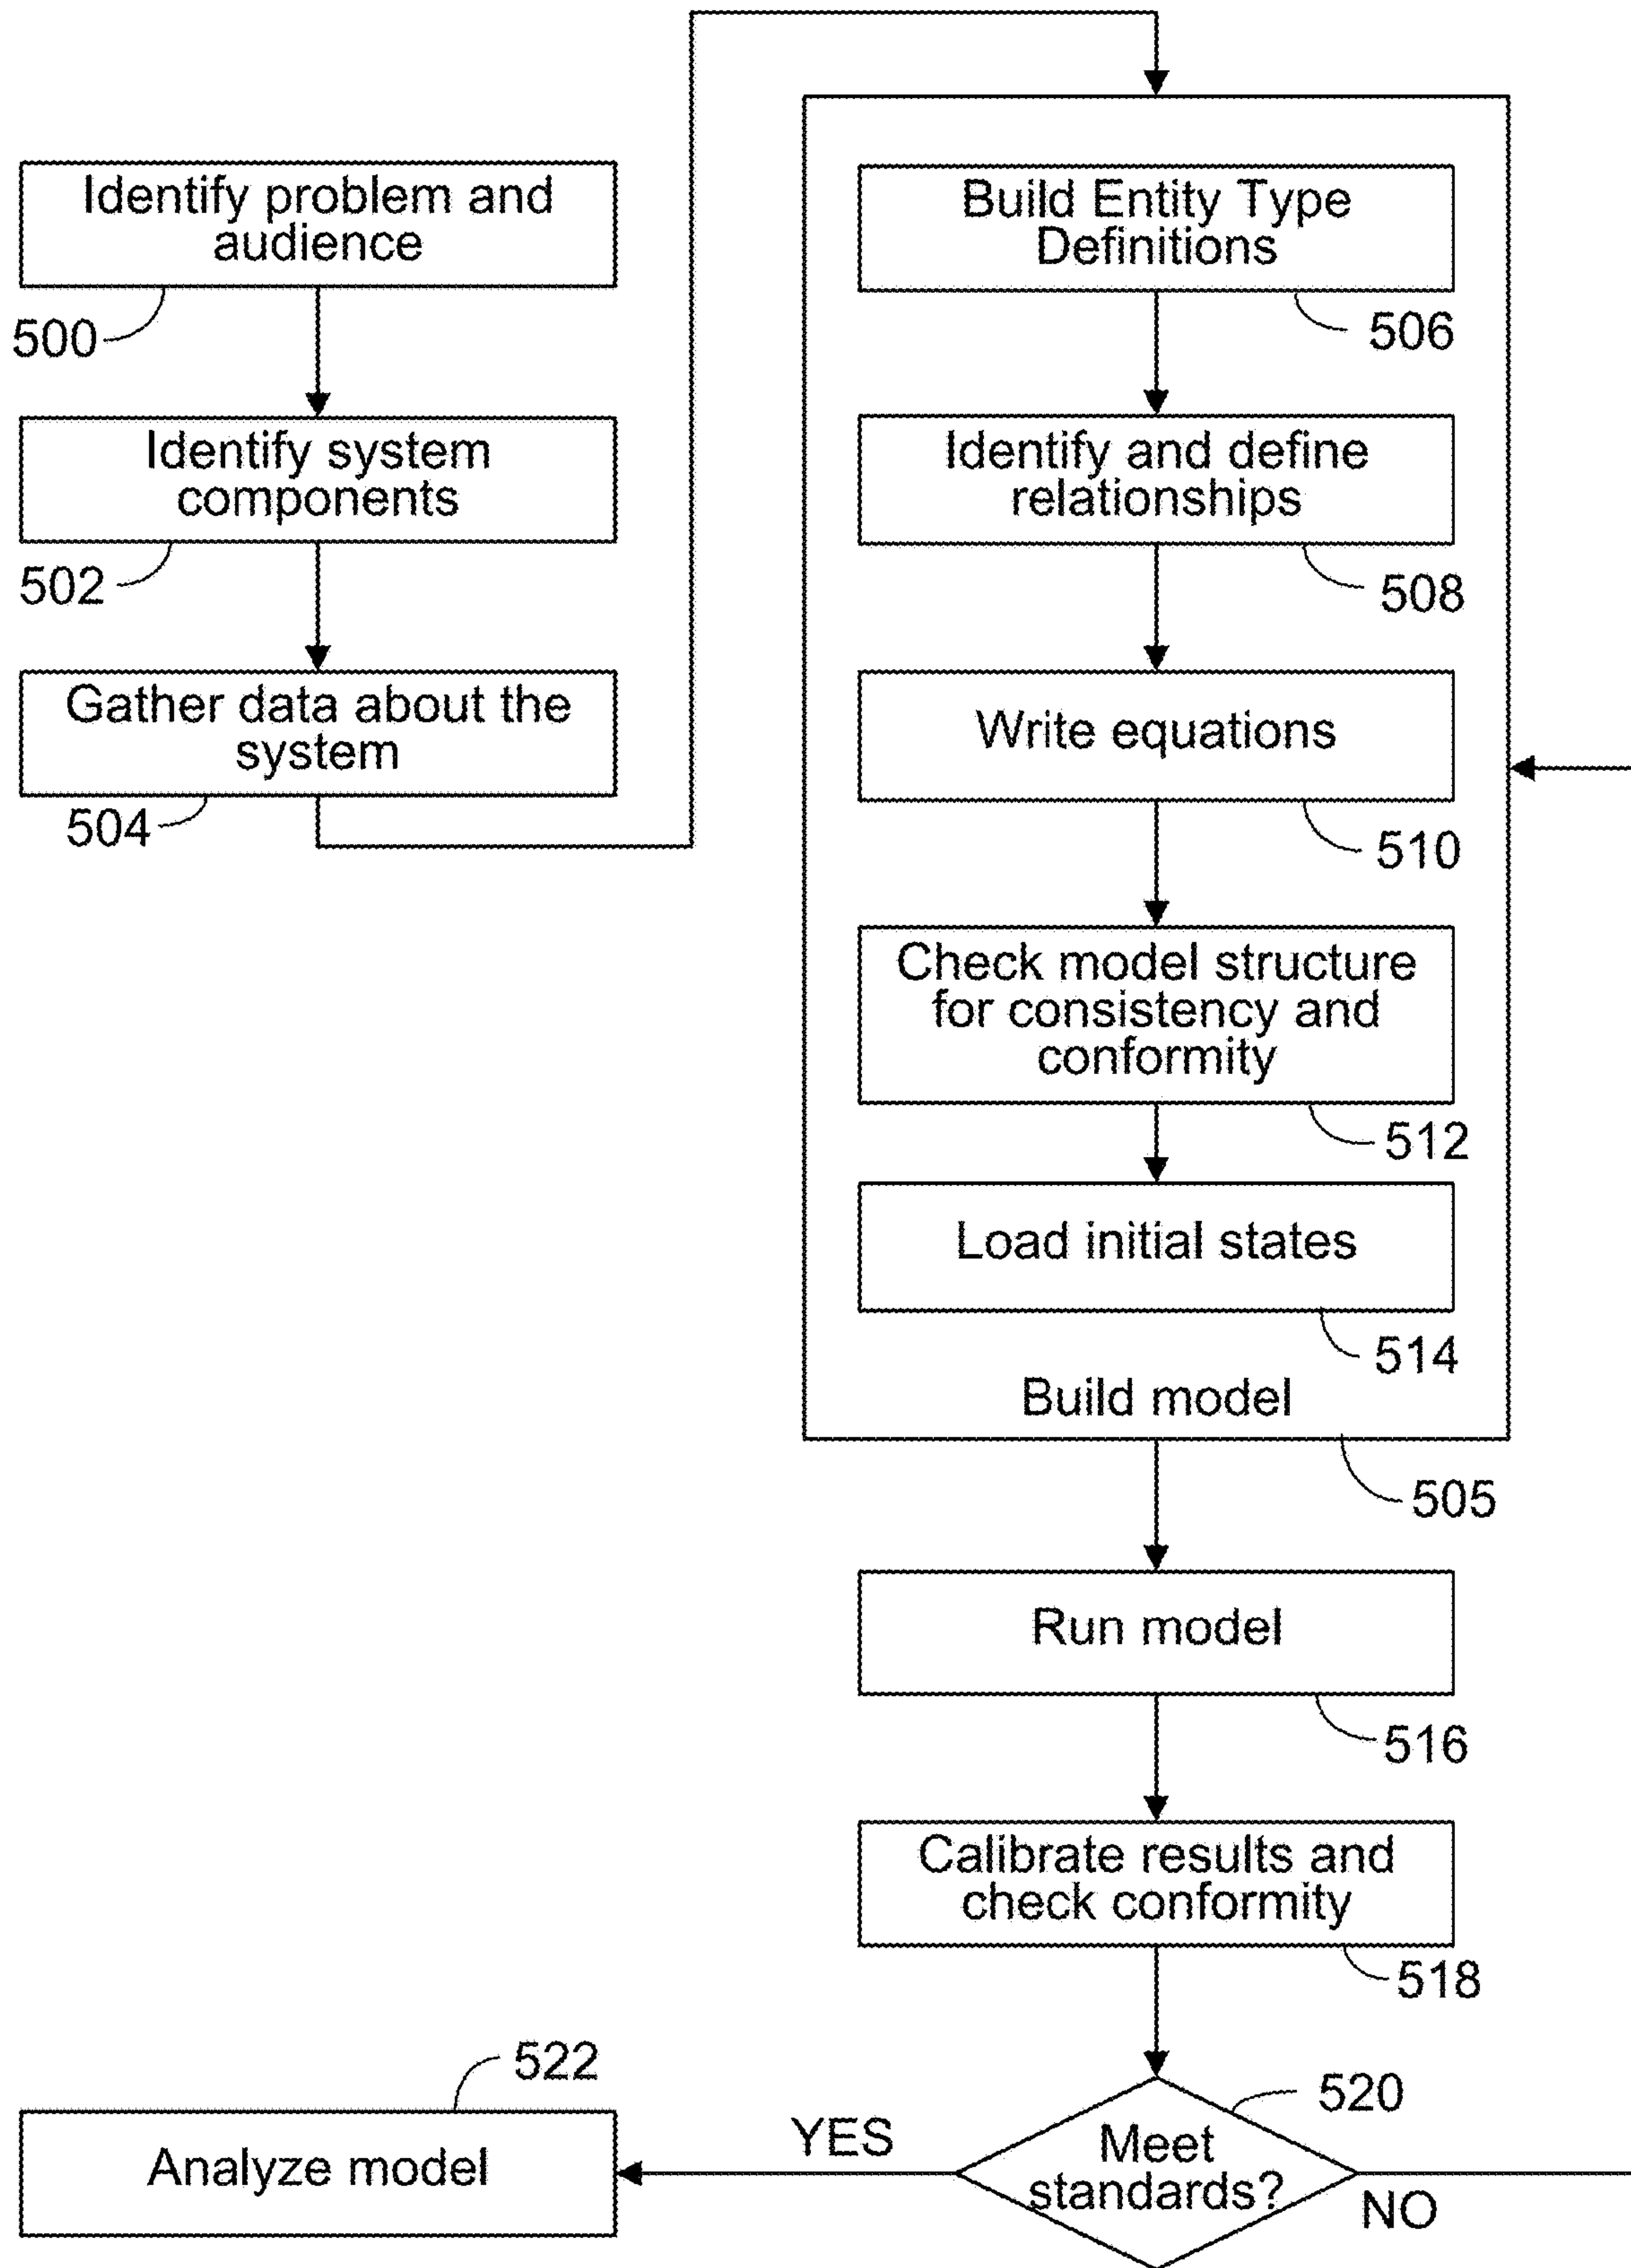 Identify problem and
audience
500
Identify system
components
502
Gather data about the
system
504
Build Entity Type
Definitions
506
Identify and define
relationships
508
Write equations
510
Check model structure
for consistency and
conformity
512
Load initial states
514
Build model
505
Run model
516
Calibrate results and
check conformity
518
Meet
standards?
520
YES
NO
Analyze model
522